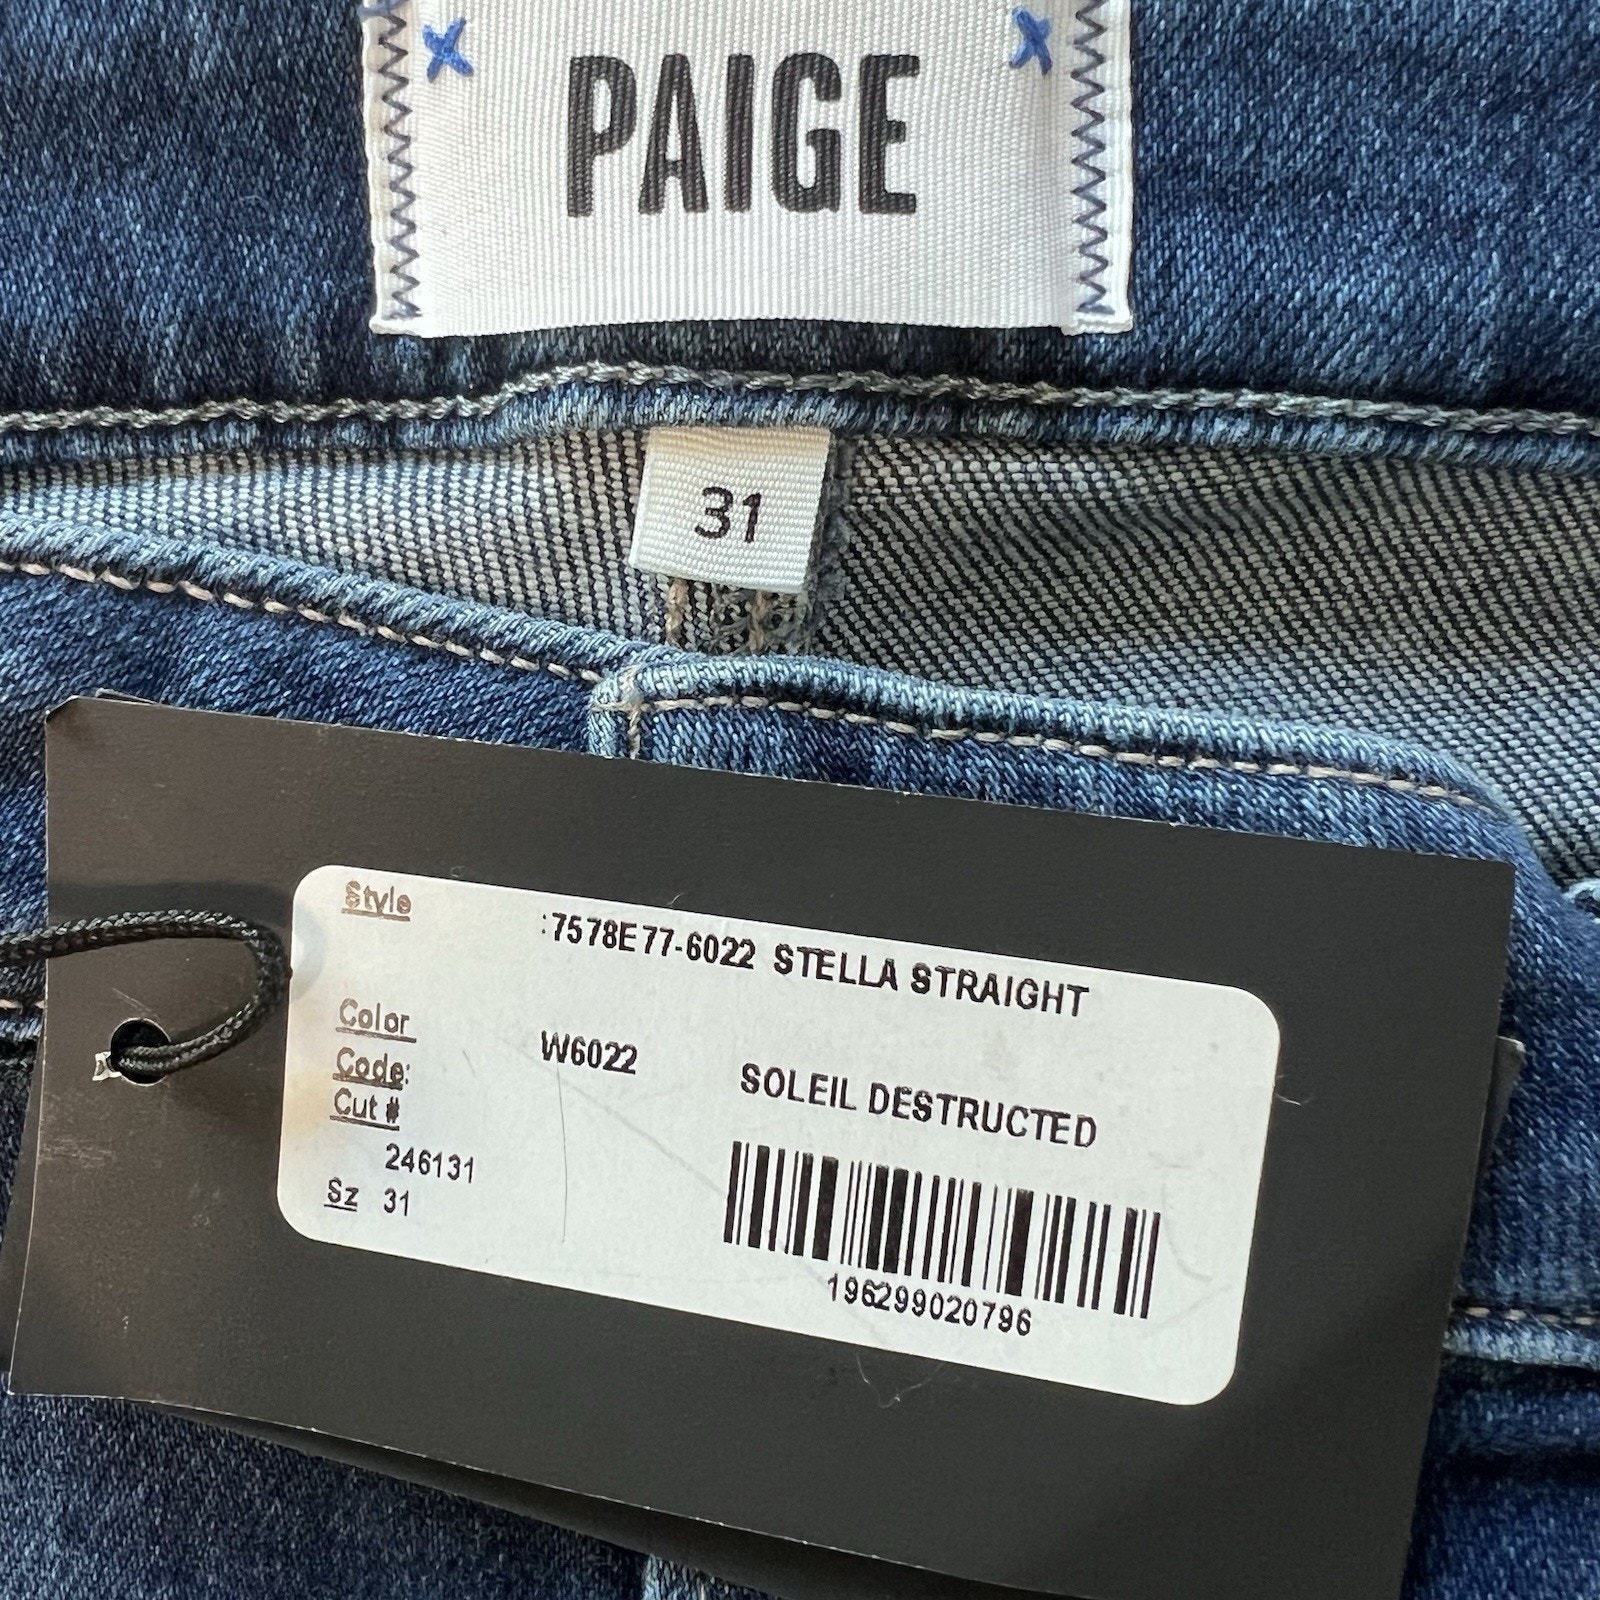 PAIGE
31
Style :7578E77-6022 STELLA STRAIGHT
Color
Code: W6022 SOLEIL DESTRUCTED
Cut #
246131
Sz 31
196299020796